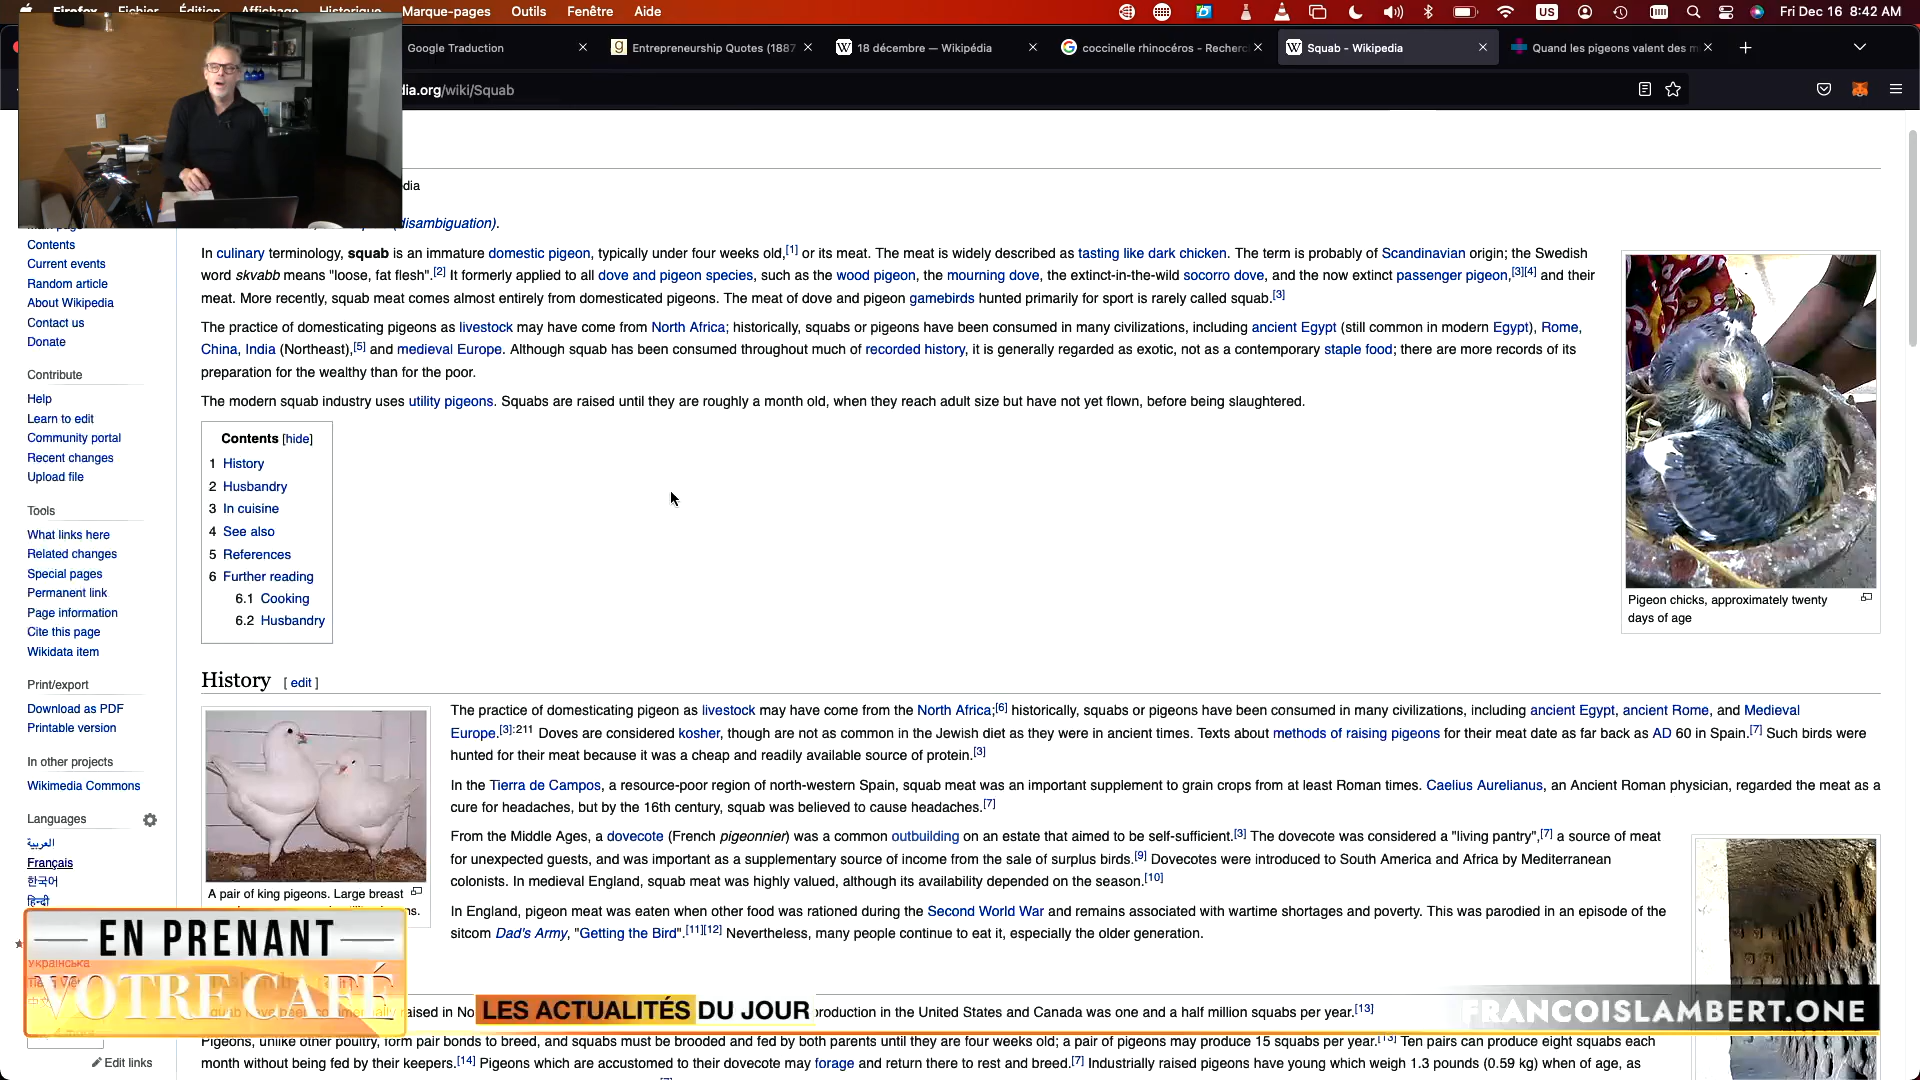 Firefox Fichier Édition Affichage Historique Marque-pages Outils Fenêtre Aide
US
Fri Dec 16 8:42 AM
Google Traduction
Entrepreneurship Quotes (1887
18 décembre — Wikipédia
coccinelle rhinocéros - Recherc
Squab - Wikipedia
Quand les pigeons valent des m
dia.org/wiki/Squab
dia
disambiguation).
In culinary terminology, squab is an immature domestic pigeon, typically under four weeks old,[1] or its meat. The meat is widely described as tasting like dark chicken. The term is probably of Scandinavian origin; the Swedish
word skvabb means "loose, fat flesh".[2] It formerly applied to all dove and pigeon species, such as the wood pigeon, the mourning dove, the extinct-in-the-wild socorro dove, and the now extinct passenger pigeon,[3][4] and their
meat. More recently, squab meat comes almost entirely from domesticated pigeons. The meat of dove and pigeon gamebirds hunted primarily for sport is rarely called squab.[3]
The practice of domesticating pigeons as livestock may have come from North Africa; historically, squabs or pigeons have been consumed in many civilizations, including ancient Egypt (still common in modern Egypt), Rome,
China, India (Northeast),[5] and medieval Europe. Although squab has been consumed throughout much of recorded history, it is generally regarded as exotic, not as a contemporary staple food; there are more records of its
preparation for the wealthy than for the poor.
The modern squab industry uses utility pigeons. Squabs are raised until they are roughly a month old, when they reach adult size but have not yet flown, before being slaughtered.
Contents [hide]
1 History
2 Husbandry
3 In cuisine
4 See also
5 References
6 Further reading
6.1 Cooking
6.2 Husbandry
Pigeon chicks, approximately twenty
days of age
Contents
Current events
Random article
About Wikipedia
Contact us
Donate
Contribute
Help
Learn to edit
Community portal
Recent changes
Upload file
Tools
What links here
Related changes
Special pages
Permanent link
Page information
Cite this page
Wikidata item
Print/export
Download as PDF
Printable version
In other projects
Wikimedia Commons
Languages
العربية
Français
한국어
हिन्दी
Українська
Edit links
History [ edit ]
A pair of king pigeons. Large breast
The practice of domesticating pigeon as livestock may have come from the North Africa;[6] historically, squabs or pigeons have been consumed in many civilizations, including ancient Egypt, ancient Rome, and Medieval
Europe.[3]:211 Doves are considered kosher, though are not as common in the Jewish diet as they were in ancient times. Texts about methods of raising pigeons for their meat date as far back as AD 60 in Spain.[7] Such birds were
hunted for their meat because it was a cheap and readily available source of protein.[3]
In the Tierra de Campos, a resource-poor region of north-western Spain, squab meat was an important supplement to grain crops from at least Roman times. Caelius Aurelianus, an Ancient Roman physician, regarded the meat as a
cure for headaches, but by the 16th century, squab was believed to cause headaches.[7]
From the Middle Ages, a dovecote (French pigeonnier) was a common outbuilding on an estate that aimed to be self-sufficient.[3] The dovecote was considered a "living pantry",[7] a source of meat
for unexpected guests, and was important as a supplementary source of income from the sale of surplus birds.[9] Dovecotes were introduced to South America and Africa by Mediterranean
colonists. In medieval England, squab meat was highly valued, although its availability depended on the season.[10]
In England, pigeon meat was eaten when other food was rationed during the Second World War and remains associated with wartime shortages and poverty. This was parodied in an episode of the
sitcom Dad's Army, "Getting the Bird".[11][12] Nevertheless, many people continue to eat it, especially the older generation.
EN PRENANT
VOTRE CAFÉ
LES ACTUALITÉS DU JOUR
FRANCOISLAMBERT.ONE
raised in No
roduction in the United States and Canada was one and a half million squabs per year.[13]
Pigeons, unlike other poultry, form pair bonds to breed, and squabs must be brooded and fed by both parents until they are four weeks old; a pair of pigeons may produce 15 squabs per year.[13] Ten pairs can produce eight squabs each
month without being fed by their keepers.[14] Pigeons which are accustomed to their dovecote may forage and return there to rest and breed.[7] Industrially raised pigeons have young which weigh 1.3 pounds (0.59 kg) when of age, as